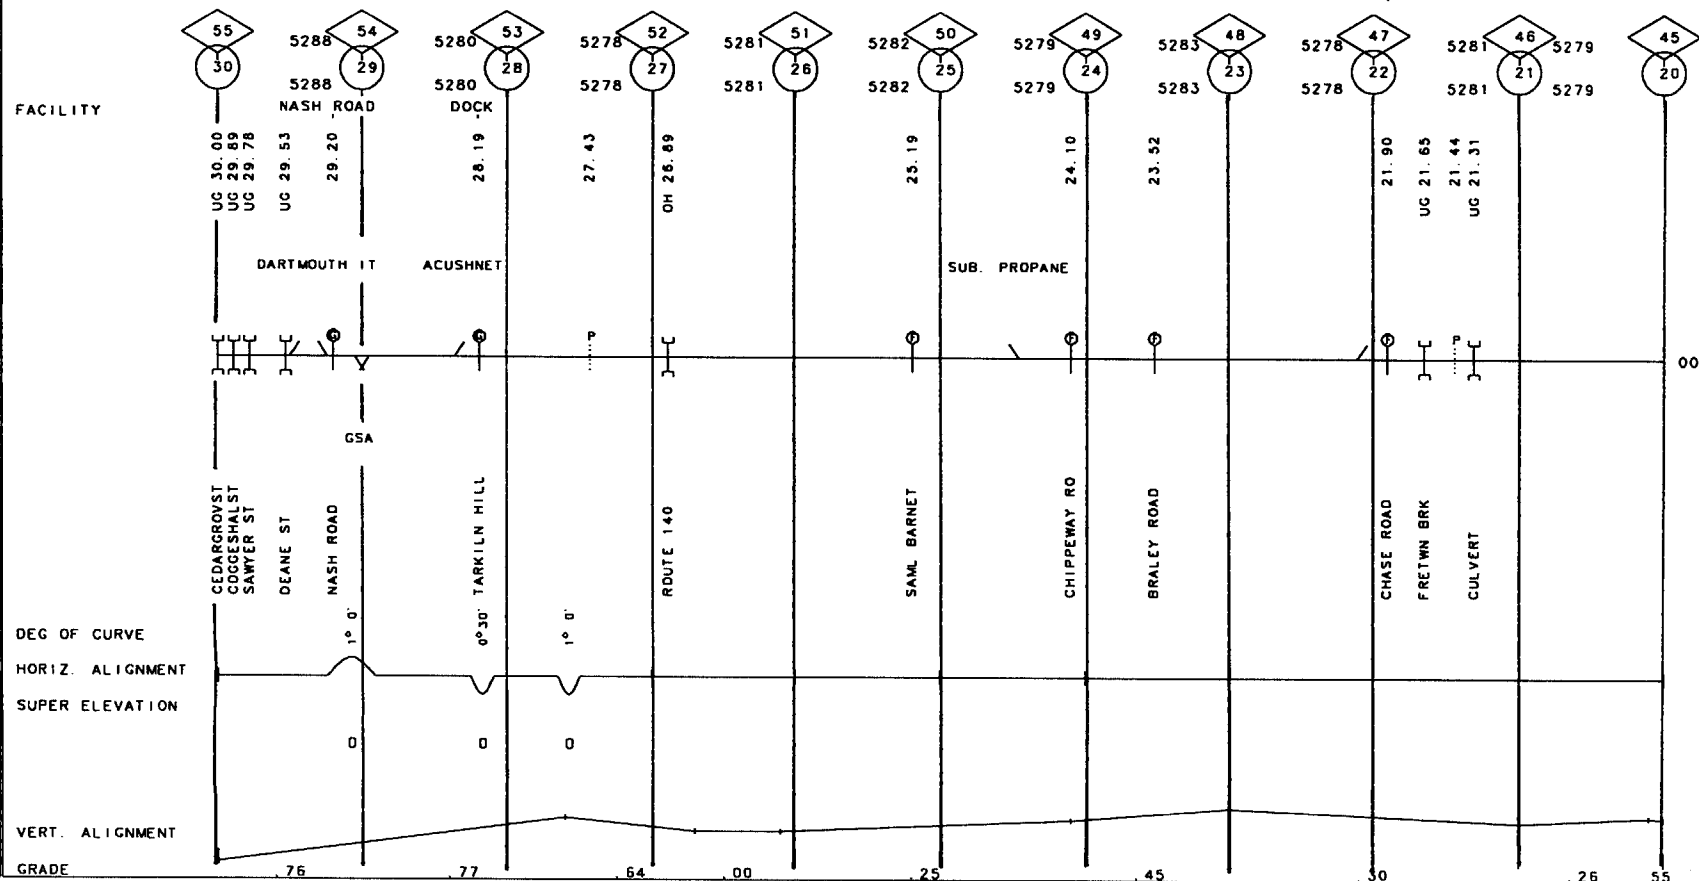 55 54 53 52 51 50 49 48 47 46 45
5288 5280 5278 5281 5282 5279 5283 5278 5281 5279
30 29 28 27 26 25 24 23 22 21 20
5288 5280 5278 5281 5282 5279 5283 5278 5281 5279
FACILITY
NASH ROAD
DOCK
UG 30.00
UG 29.89
UG 29.78
UG 29.53
29.20 -
28.19 -
27.43
OH 26.89
25.19
24.10
23.52
21.90
UG 21.65
21.44
UG 21.31
DARTMOUTH IT
ACUSHNET
SUB. PROPANE
G G P F F F F P
00
GSA
CEDARGROVST
COGGESHALST
SAWYER ST
DEANE ST
NASH ROAD
TARKILN HILL
ROUTE 140
SAML BARNET
CHIPPEWAY RO
BRALEY ROAD
CHASE ROAD
FRETWN BRK
CULVERT
DEG OF CURVE
1° 0'
0°30'
1° 0'
HORIZ. ALIGNMENT
SUPER ELEVATION
0 0 0
VERT. ALIGNMENT
GRADE
.76 .77 .64 .00 .25 .45 .30 .26 .55